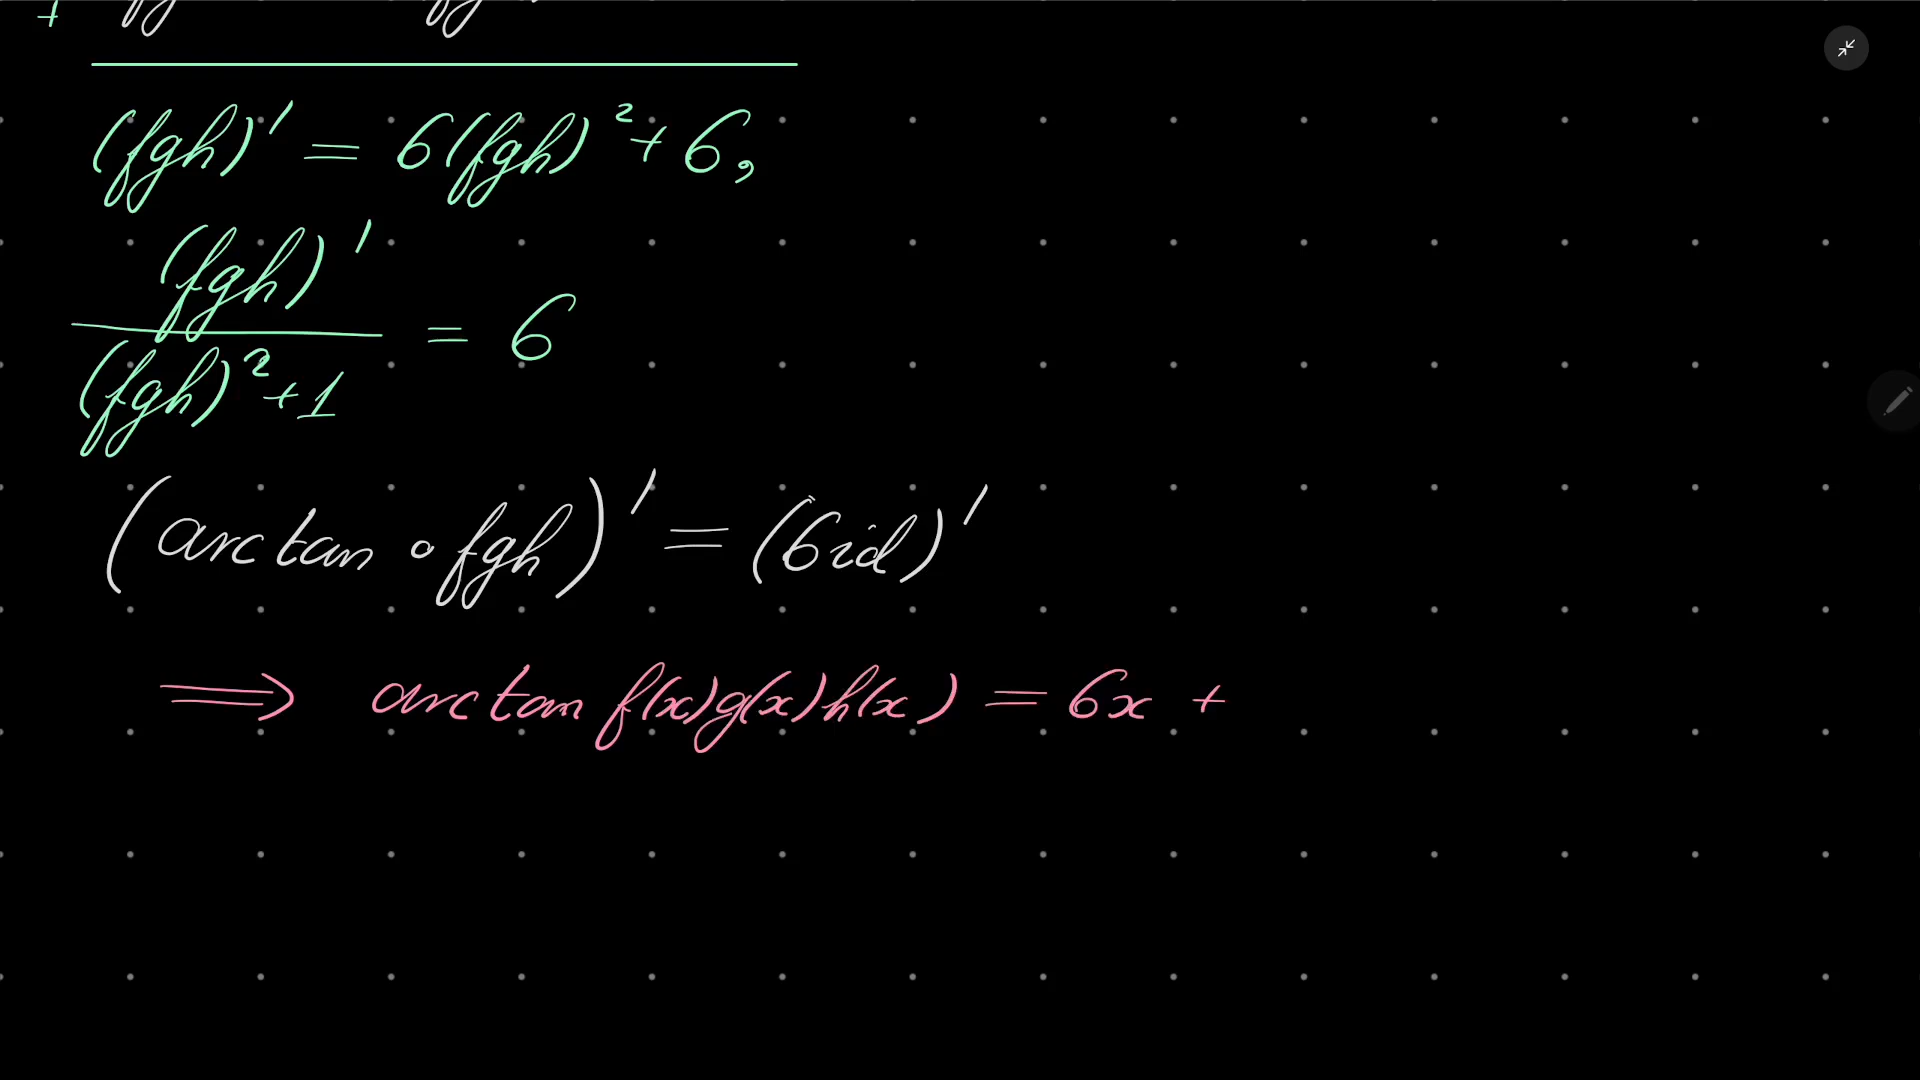 +
(fgh)' = 6(fgh)² + 6,
(fgh)'
/ (fgh)² + 1 = 6
(arctan ∘ fgh)' = (6id)'
⟹ arctan f(x)g(x)h(x) = 6x +